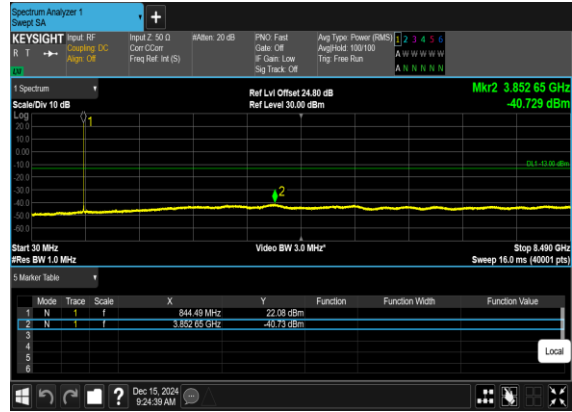 Spectrum Analyzer 1
Swept SA
+
KEYSIGHT Input: RF Input Z: 50 Ω #Atten: 20 dB PNO: Fast Avg Type: Power (RMS) 1 2 3 4 5 6
R T Coupling: DC Corr CCorr Gate: Off Avg|Hold: 100/100 A W W W W W
Align: Off Freq Ref: Int (S) IF Gain: Low Trig: Free Run
Sig Track: Off A N N N N N
1 Spectrum Ref Lvl Offset 24.80 dB Mkr2 3.852 65 GHz
Scale/Div 10 dB Ref Level 30.00 dBm -40.729 dBm
Log
1
20.0
10.0
0.00
-10.0
DL1 -13.00 dBm
-20.0
-30.0
2
-40.0
-50.0
-60.0
Start 30 MHz Video BW 3.0 MHz* Stop 8.490 GHz
#Res BW 1.0 MHz Sweep 16.0 ms (40001 pts)
5 Marker Table
Mode Trace Scale X Y Function Function Width Function Value
1 N 1 f 844.49 MHz 22.08 dBm
2 N 1 f 3.852 65 GHz -40.73 dBm
3
4
5
6
Local
? Dec 15, 2024
9:24:39 AM